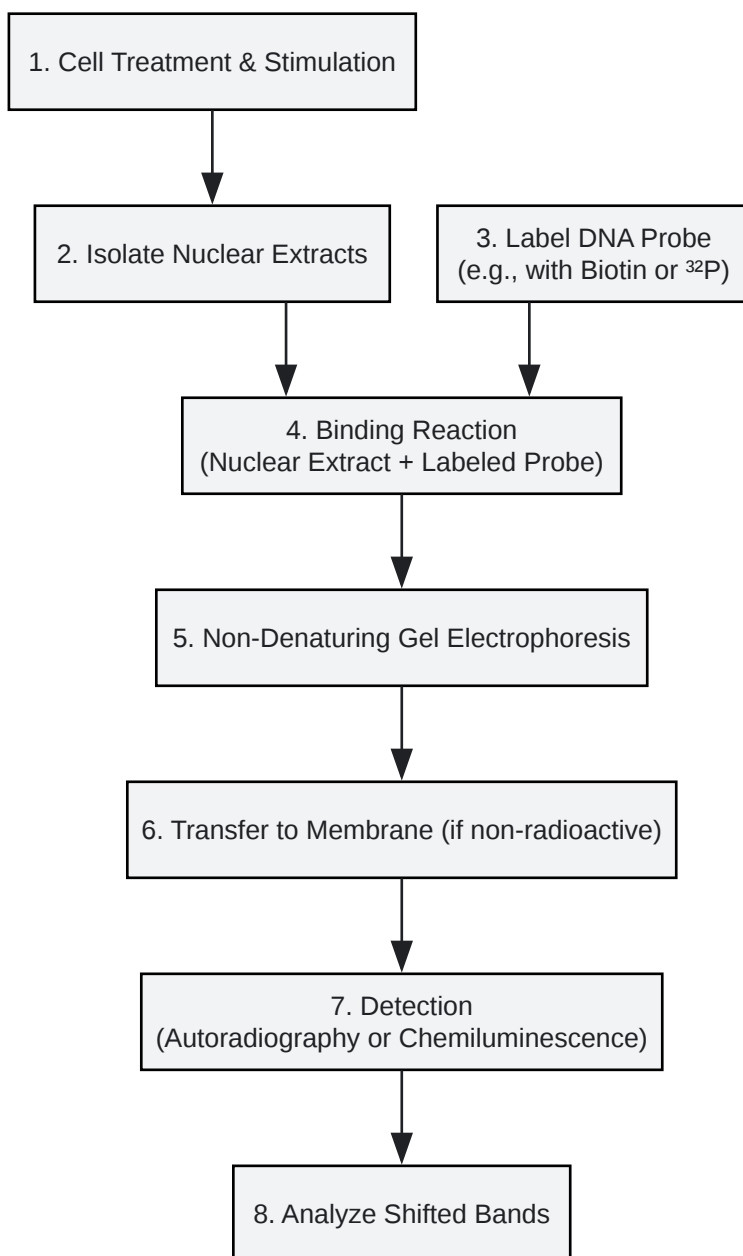 1. Cell Treatment & Stimulation
2. Isolate Nuclear Extracts
3. Label DNA Probe
(e.g., with Biotin or ³²P)
4. Binding Reaction
(Nuclear Extract + Labeled Probe)
5. Non-Denaturing Gel Electrophoresis
6. Transfer to Membrane (if non-radioactive)
7. Detection
(Autoradiography or Chemiluminescence)
8. Analyze Shifted Bands